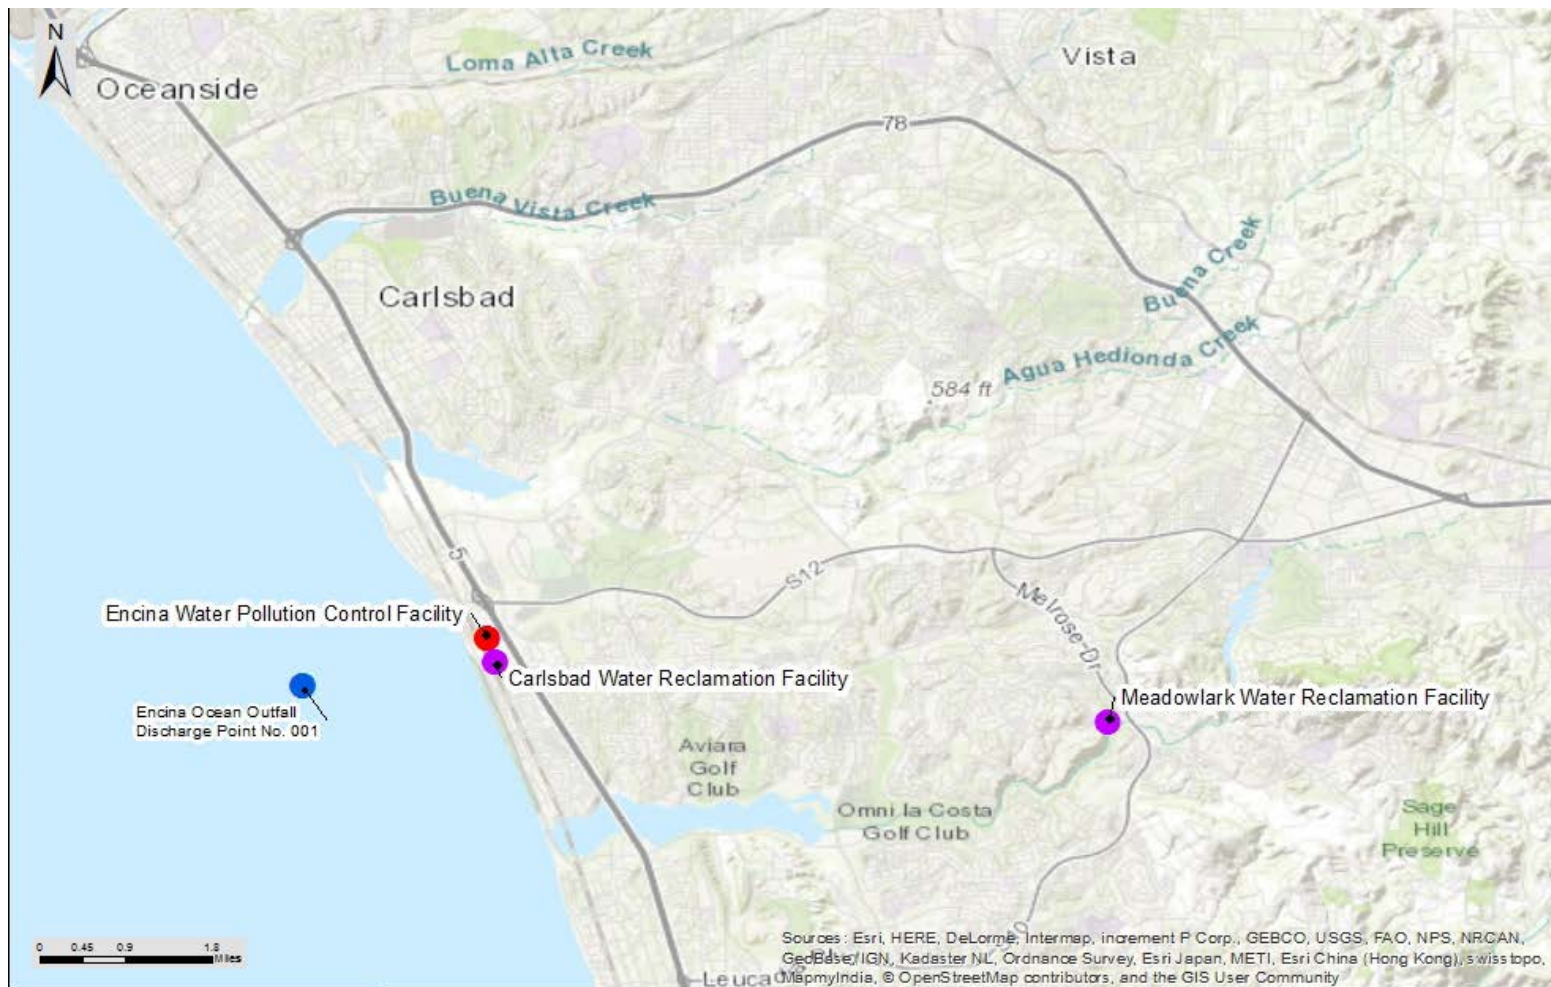 N
Oceanside
Loma Alta Creek
Vista
78
Buena Vista Creek
Carlsbad
Buena Creek
Agua Hedionda Creek
584 ft
5
S12
Melrose-Dr
Encina Water Pollution Control Facility
Carlsbad Water Reclamation Facility
Encina Ocean Outfall
Discharge Point No. 001
Meadowlark Water Reclamation Facility
Aviara
Golf
Club
Omni la Costa
Golf Club
Sage
Hill
Preserve
0 0.45 0.9 1.8
Miles
Sources: Esri, HERE, DeLorme, Intermap, increment P Corp., GEBCO, USGS, FAO, NPS, NRCAN,
GeoBase, IGN, Kadaster NL, Ordnance Survey, Esri Japan, METI, Esri China (Hong Kong), swisstopo,
MapmyIndia, © OpenStreetMap contributors, and the GIS User Community